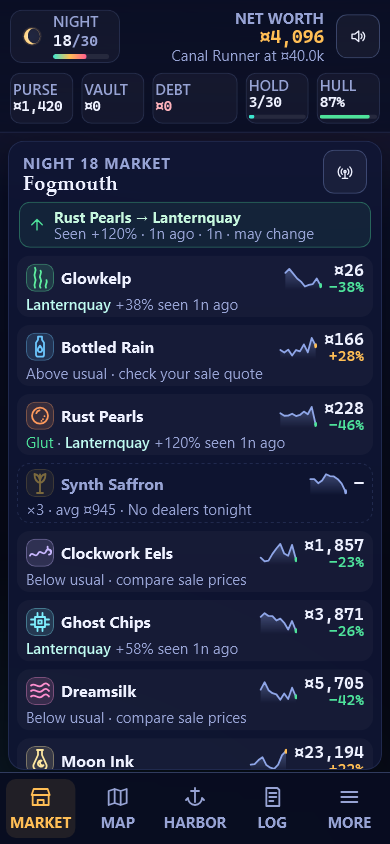 NIGHT
18/30
NET WORTH
¤4,096
Canal Runner at ¤40.0k
PURSE
¤1,420
VAULT
¤0
DEBT
¤0
HOLD
3/30
HULL
87%
NIGHT 18 MARKET
Fogmouth
Rust Pearls → Lanternquay
Seen +120% · 1n ago · 1n · may change
Glowkelp
¤26
−38%
Lanternquay +38% seen 1n ago
Bottled Rain
¤166
+28%
Above usual · check your sale quote
Rust Pearls
¤228
−46%
Glut · Lanternquay +120% seen 1n ago
Synth Saffron
—
×3 · avg ¤945 · No dealers tonight
Clockwork Eels
¤1,857
−23%
Below usual · compare sale prices
Ghost Chips
¤3,871
−26%
Lanternquay +58% seen 1n ago
Dreamsilk
¤5,705
−42%
Below usual · compare sale prices
Moon Ink
¤23,194
MARKET
MAP
HARBOR
LOG
MORE